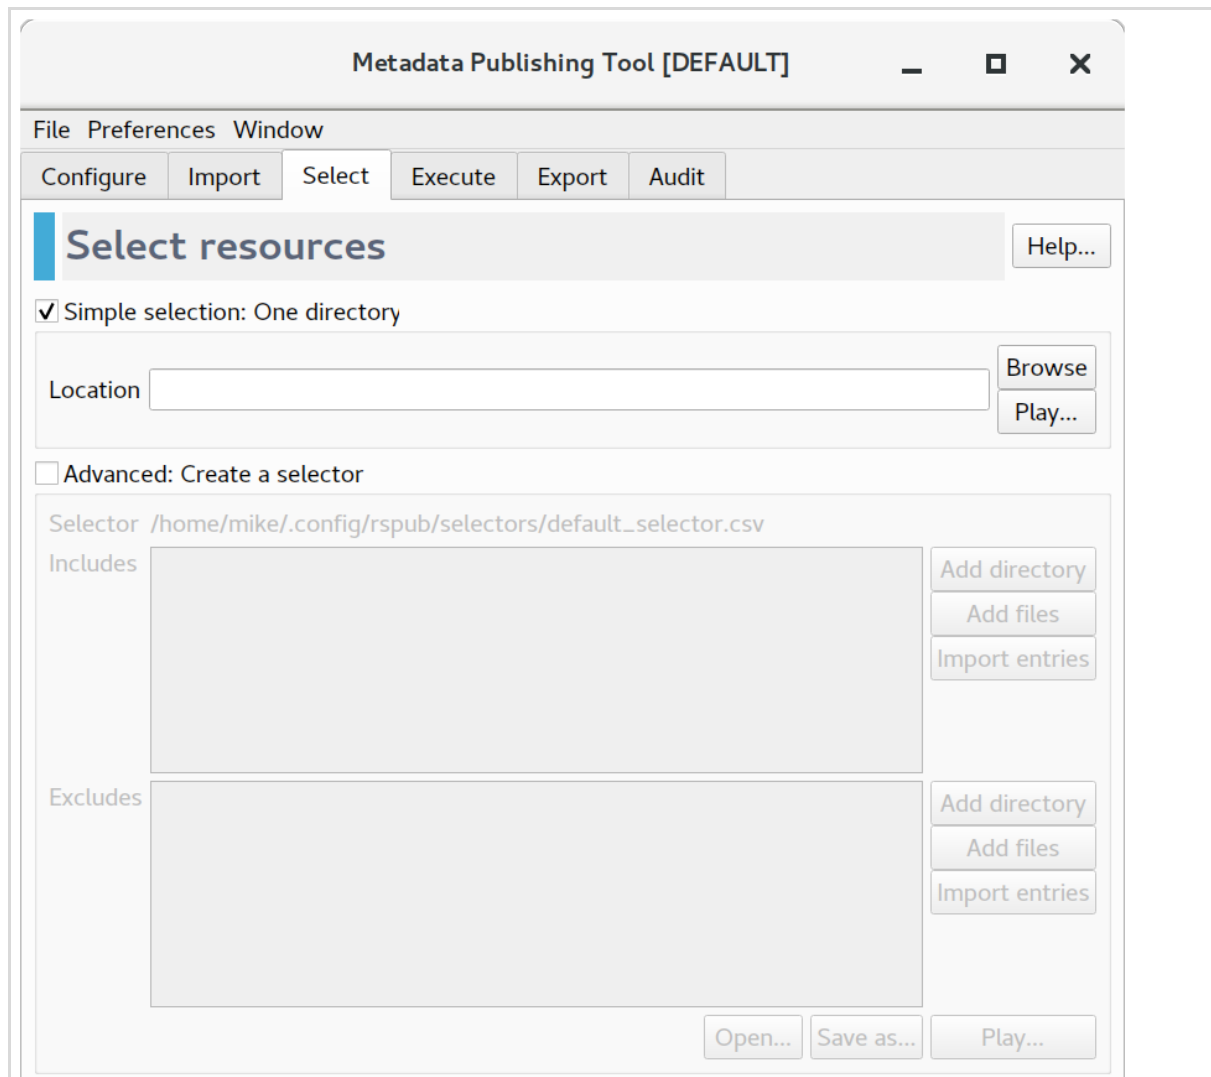 Metadata Publishing Tool [DEFAULT]
File Preferences Window
Configure Import Select Execute Export Audit
Select resources
Help...
Simple selection: One directory
Browse
Location
Play...
Advanced: Create a selector
Selector /home/mike/.config/rspub/selectors/default_selector.csv
Includes
Add directory
Add files
Import entries
Excludes
Add directory
Add files
Import entries
Open... Save as... Play...